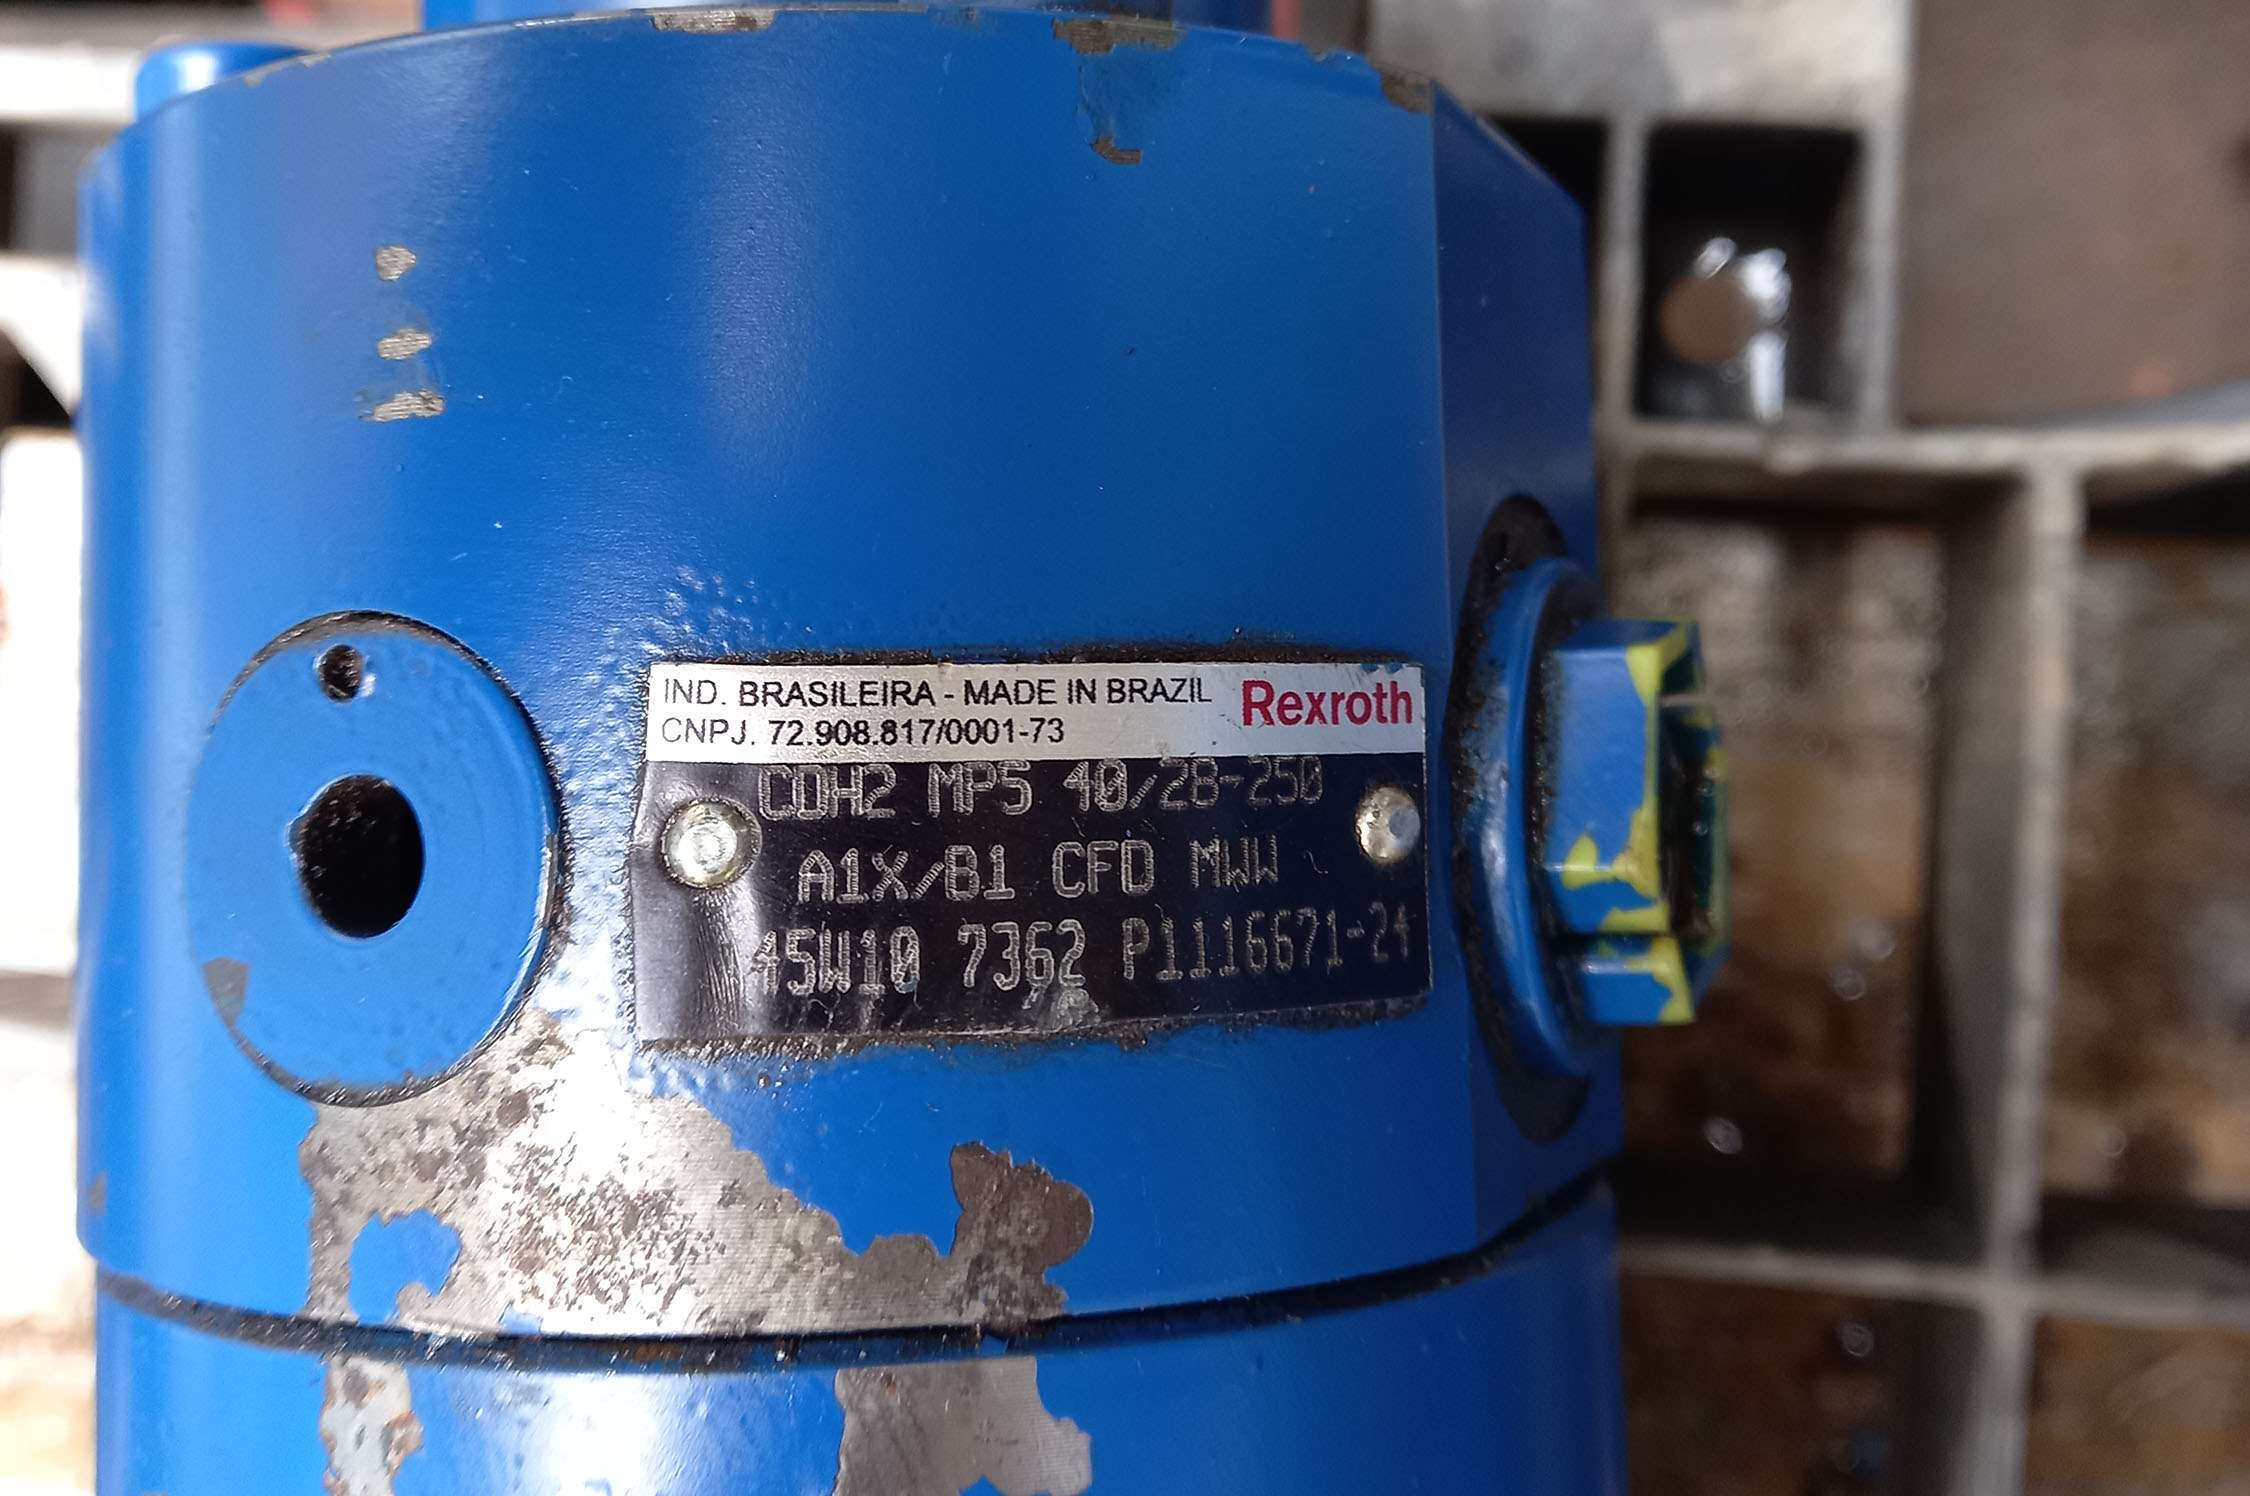 IND. BRASILEIRA - MADE IN BRAZIL Rexroth
CNPJ. 72.908.817/0001-73
CDH2 MP5 40/28-250
A1X/B1 CFD MWW
45W10 7362 P1116671-24